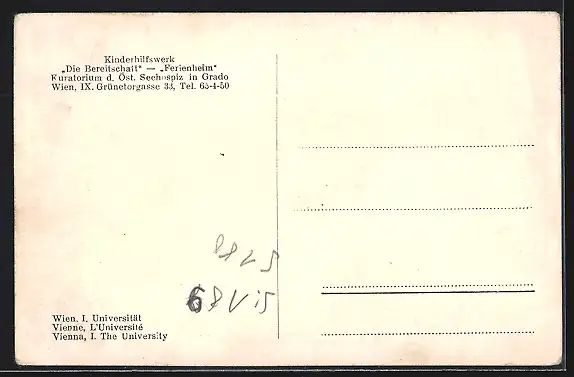 Kinderhilfswerk
„Die Bereitschaft“ — „Ferienheim“
Kuratorium d. Öst. Seehospiz in Grado
Wien, IX. Grünetorgasse 33, Tel. 65-4-50
Wien, I. Universität
Vienne, L'Université
Vienna, I. The University